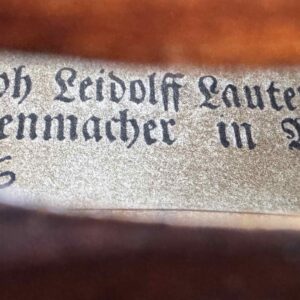 ph Leidolff Laute
enmacher in